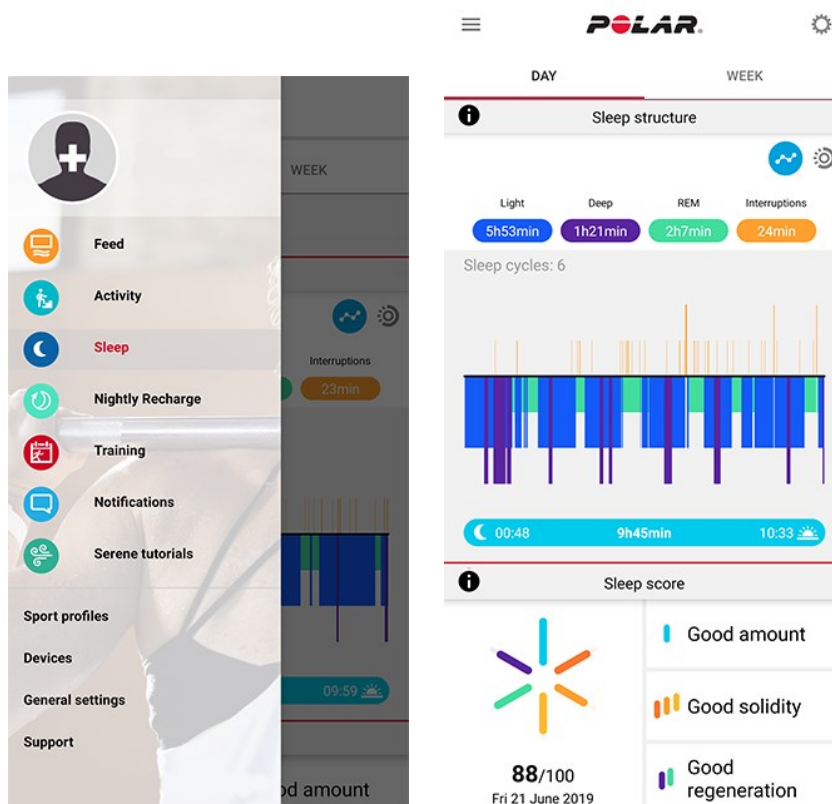 WEEK
Feed
Activity
Sleep
Interruptions
Nightly Recharge
23min
Training
Notifications
Serene tutorials
Sport profiles
Devices
09:59
General settings
Support
od amount
POLAR
DAY WEEK
Sleep structure
Light Deep REM Interruptions
5h53min 1h21min 2h7min 24min
Sleep cycles: 6
00:48 9h45min 10:33
Sleep score
Good amount
Good solidity
88/100
Fri 21 June 2019
Good
regeneration